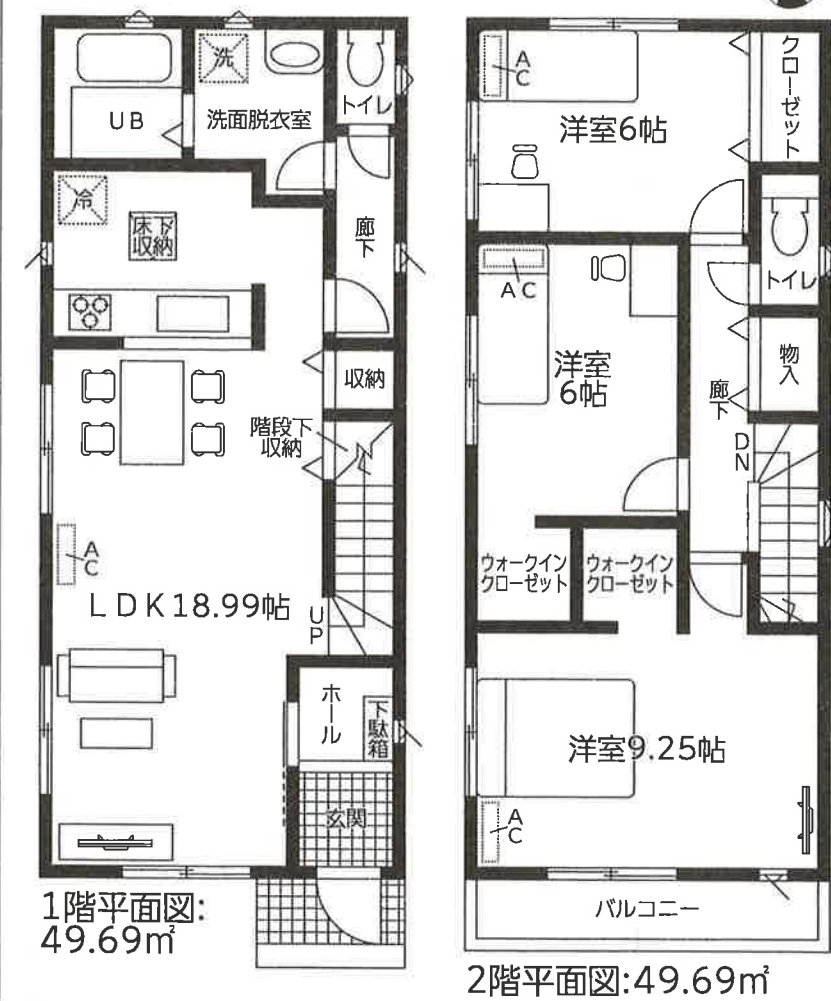 洗
UB
洗面脱衣室
トイレ
冷
床下
収納
廊下
収納
階段下
収納
AC
LDK18.99帖
UP
ホール
下駄箱
玄関
1階平面図:
49.69㎡
AC
洋室6帖
クローゼット
トイレ
AC
洋室
6帖
物入
廊下
DN
ウォークイン
クローゼット
ウォークイン
クローゼット
洋室9.25帖
AC
バルコニー
2階平面図:49.69㎡